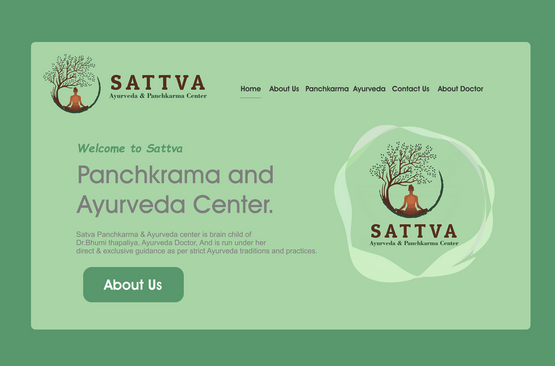 SATTVA
Ayurveda & Panchkarma Center
Home About Us Panchkarma Ayurveda Contact Us About Doctor
Welcome to Sattva
Panchkrama and
Ayurveda Center.
Satva Panchkarma & Ayurveda center is brain child of
Dr.Bhumi thapaliya, Ayurveda Doctor, And is run under her
direct & exclusive guidance as per strict Ayurveda traditions and practices.
About Us
SATTVA
Ayurveda & Panchkarma Center